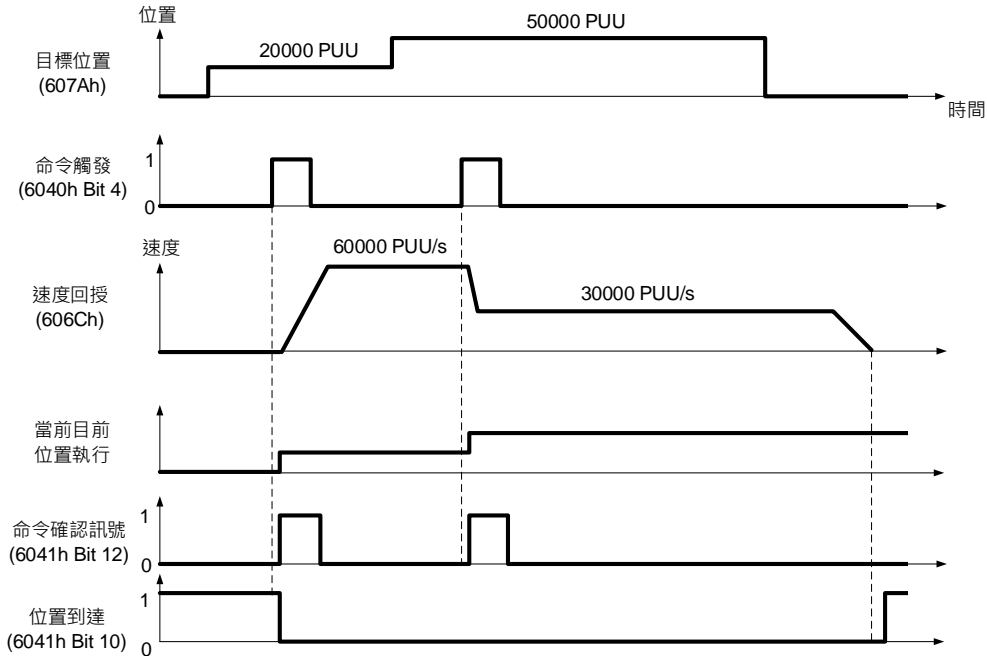 位置
目標位置
(607Ah)
20000 PUU
50000 PUU
時間
命令觸發
(6040h Bit 4)
1
0
速度
速度回授
(606Ch)
60000 PUU/s
30000 PUU/s
當前目前
位置執行
命令確認訊號
(6041h Bit 12)
1
0
位置到達
(6041h Bit 10)
1
0